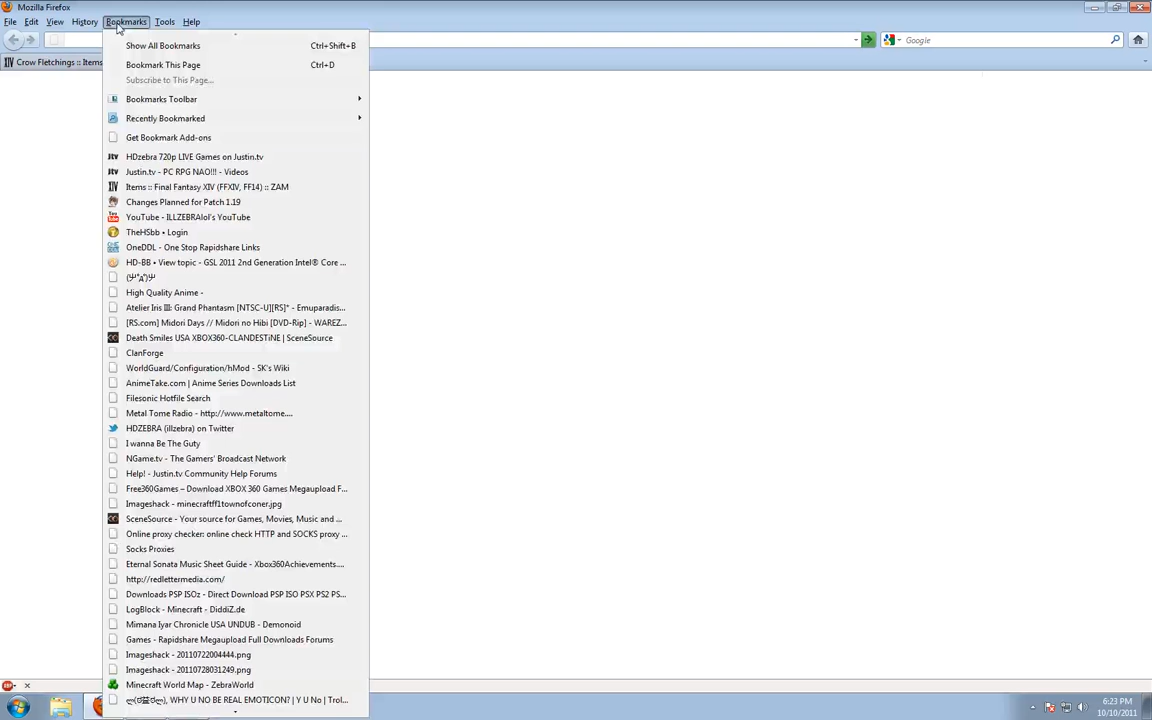 Mozilla Firefox
File Edit View History Bookmarks Tools Help
Google
XIV Crow Fletchings :: Items
Show All Bookmarks Ctrl+Shift+B
Bookmark This Page Ctrl+D
Subscribe to This Page...
Bookmarks Toolbar
Recently Bookmarked
Get Bookmark Add-ons
jtv HDzebra 720p LIVE Games on Justin.tv
jtv Justin.tv - PC RPG NAO!!! - Videos
XIV Items :: Final Fantasy XIV (FFXIV, FF14) :: ZAM
Changes Planned for Patch 1.19
YouTube - ILLZEBRAlol's YouTube
TheHSbb • Login
OneDDL - One Stop Rapidshare Links
HD-BB • View topic - GSL 2011 2nd Generation Intel® Core ...
High Quality Anime -
Atelier Iris III: Grand Phantasm [NTSC-U][RS]* - Emuparadis...
[RS.com] Midori Days // Midori no Hibi [DVD-Rip] - WAREZ...
Death Smiles USA XBOX360-CLANDESTiNE | SceneSource
ClanForge
WorldGuard/Configuration/hMod - SK's Wiki
AnimeTake.com | Anime Series Downloads List
Filesonic Hotfile Search
Metal Tome Radio - http://www.metaltome....
HDZEBRA (illzebra) on Twitter
I wanna Be The Guty
NGame.tv - The Gamers' Broadcast Network
Help! - Justin.tv Community Help Forums
Free360Games – Download XBOX 360 Games Megaupload F...
Imageshack - minecraftff1townofconer.jpg
SceneSource - Your source for Games, Movies, Music and ...
Online proxy checker: online check HTTP and SOCKS proxy ...
Socks Proxies
Eternal Sonata Music Sheet Guide - Xbox360Achievements....
http://redlettermedia.com/
Downloads PSP ISOz - Direct Download PSP ISO PSX PS2 PS...
LogBlock - Minecraft - DiddiZ.de
Mimana Iyar Chronicle USA UNDUB - Demonoid
Games - Rapidshare Megaupload Full Downloads Forums
Imageshack - 20110722004444.png
Imageshack - 20110728031249.png
Minecraft World Map - ZebraWorld
WHY U NO BE REAL EMOTICON? | Y U No | Trol...
6:23 PM
10/10/2011